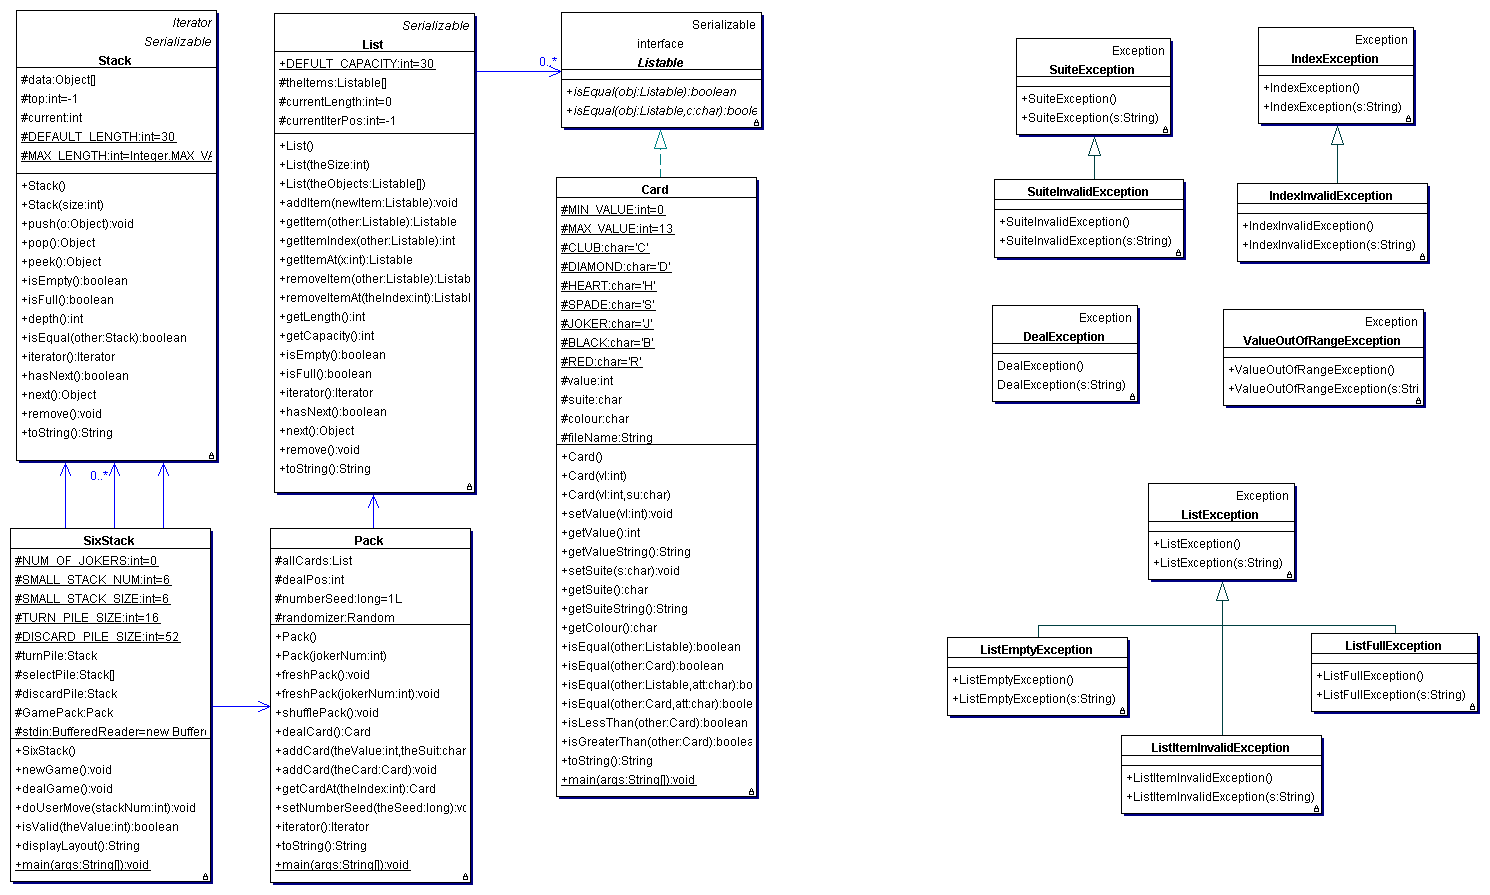 Iterator
Serializable
Stack
#data:Object[]
#top:int=-1
#current:int
#DEFAULT_LENGTH:int=30
#MAX_LENGTH:int=Integer.MAX_VA
+Stack()
+Stack(size:int)
+push(o:Object):void
+pop():Object
+peek():Object
+isEmpty():boolean
+isFull():boolean
+depth():int
+isEqual(other:Stack):boolean
+iterator():Iterator
+hasNext():boolean
+next():Object
+remove():void
+toString():String
0..*
SixStack
#NUM_OF_JOKERS:int=0
#SMALL_STACK_NUM:int=6
#SMALL_STACK_SIZE:int=6
#TURN_PILE_SIZE:int=16
#DISCARD_PILE_SIZE:int=52
#turnPile:Stack
#selectPile:Stack[]
#discardPile:Stack
#GamePack:Pack
#stdin:BufferedReader=new Buffere
+SixStack()
+newGame():void
+dealGame():void
+doUserMove(stackNum:int):void
+isValid(theValue:int):boolean
+displayLayout():String
+main(args:String[]):void
Serializable
List
+DEFULT_CAPACITY:int=30
#theItems:Listable[]
#currentLength:int=0
#currentIterPos:int=-1
+List()
+List(theSize:int)
+List(theObjects:Listable[])
+addItem(newItem:Listable):void
+getItem(other:Listable):Listable
+getItemIndex(other:Listable):int
+getItemAt(x:int):Listable
+removeItem(other:Listable):Listab
+removeItemAt(theIndex:int):Listabl
+getLength():int
+getCapacity():int
+isEmpty():boolean
+isFull():boolean
+iterator():Iterator
+hasNext():boolean
+next():Object
+remove():void
+toString():String
Pack
#allCards:List
#dealPos:int
#numberSeed:long=1L
#randomizer:Random
+Pack()
+Pack(jokerNum:int)
+freshPack():void
+freshPack(jokerNum:int):void
+shufflePack():void
+dealCard():Card
+addCard(theValue:int,theSuit:char
+addCard(theCard:Card):void
+getCardAt(theIndex:int):Card
+setNumberSeed(theSeed:long):vo
+iterator():Iterator
+toString():String
+main(args:String[]):void
0..*
Serializable
interface
Listable
+isEqual(obj:Listable):boolean
+isEqual(obj:Listable,c:char):boole
Card
#MIN_VALUE:int=0
#MAX_VALUE:int=13
#CLUB:char='C'
#DIAMOND:char='D'
#HEART:char='H'
#SPADE:char='S'
#JOKER:char='J'
#BLACK:char='B'
#RED:char='R'
#value:int
#suite:char
#colour:char
#fileName:String
+Card()
+Card(vl:int)
+Card(vl:int,su:char)
+setValue(vl:int):void
+getValue():int
+getValueString():String
+setSuite(s:char):void
+getSuite():char
+getSuiteString():String
+getColour():char
+isEqual(other:Listable):boolean
+isEqual(other:Card):boolean
+isEqual(other:Listable,att:char):bo
+isEqual(other:Card,att:char):boole
+isLessThan(other:Card):boolean
+isGreaterThan(other:Card):boolea
+toString():String
+main(args:String[]):void
Exception
SuiteException
+SuiteException()
+SuiteException(s:String)
SuiteInvalidException
+SuiteInvalidException()
+SuiteInvalidException(s:String)
Exception
IndexException
+IndexException()
+IndexException(s:String)
IndexInvalidException
+IndexInvalidException()
+IndexInvalidException(s:String)
Exception
DealException
DealException()
DealException(s:String)
Exception
ValueOutOfRangeException
+ValueOutOfRangeException()
+ValueOutOfRangeException(s:Stri
Exception
ListException
+ListException()
+ListException(s:String)
ListEmptyException
+ListEmptyException()
+ListEmptyException(s:String)
ListFullException
+ListFullException()
+ListFullException(s:String)
ListItemInvalidException
+ListItemInvalidException()
+ListItemInvalidException(s:String)